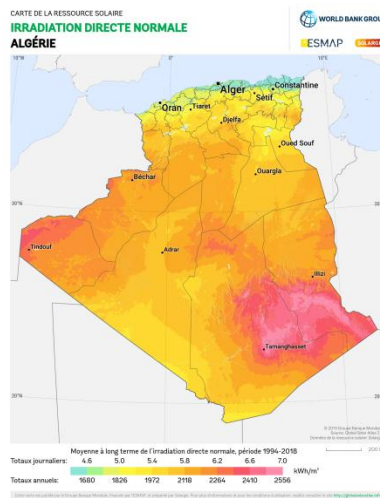 CARTE DE LA RESSOURCE SOLAIRE
IRRADIATION DIRECTE NORMALE
ALGÉRIE
WORLD BANK GROUP
ESMAP
SOLARGIS
Alger
Constantine
Oran
Tiaret
Sétif
Djelfa
Oued Souf
Ouargla
Béchar
Tindouf
Adrar
Illizi
Tamanghasset
Moyenne à long terme de l'irradiation directe normale, période 1994-2018
Totaux journaliers: 4.6 5.0 5.4 5.8 6.2 6.6 7.0
kWh/m²
Totaux annuels: 1680 1826 1972 2118 2264 2410 2556